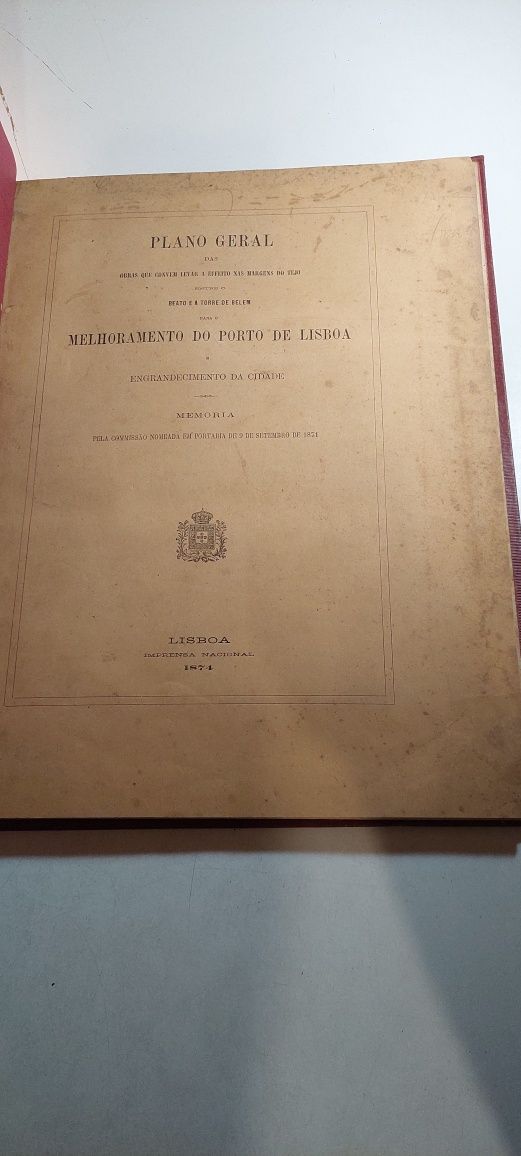 PLANO GERAL
DAS
OBRAS QUE CONVEM LEVAR A EFFEITO NAS MARGENS DO TEJO
ENTRE O
BEATO E A TORRE DE BELEM
PARA O
MELHORAMENTO DO PORTO DE LISBOA
E
ENGRANDECIMENTO DA CIDADE
MEMORIA
PELA COMMISSÃO NOMEADA EM PORTARIA DE 9 DE SETEMBRO DE 1871
LISBOA
IMPRENSA NACIONAL
1874